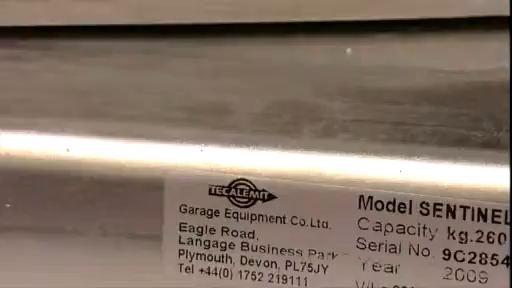 TECALEMIT
Garage Equipment Co.Ltd.
Eagle Road,
Langage Business Park
Plymouth, Devon, PL75JY
Tel +44(0) 1752 219111
Model SENTINEL
Capacity kg.260
Serial No. 9C2854
Year 2009